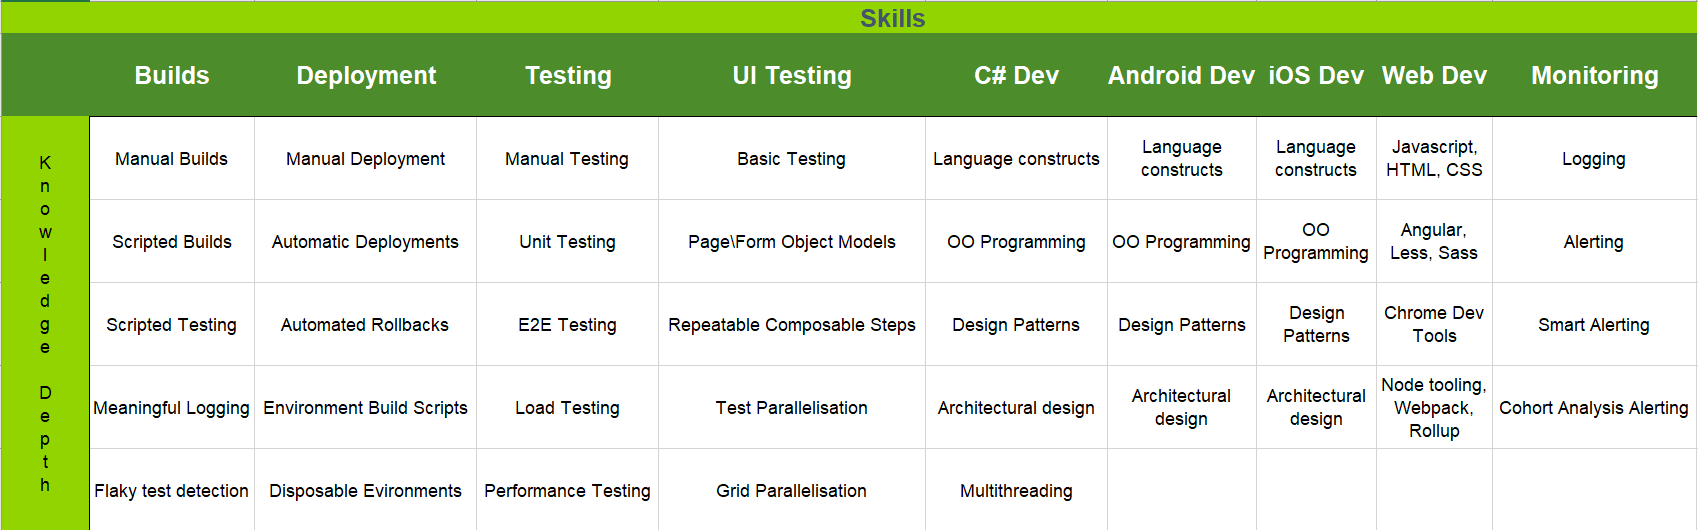 Skills
Builds Deployment Testing UI Testing C# Dev Android Dev iOS Dev Web Dev Monitoring
Knowledge Depth
Manual Builds Manual Deployment Manual Testing Basic Testing Language constructs Language constructs Language constructs Javascript, HTML, CSS Logging
Scripted Builds Automatic Deployments Unit Testing Page\Form Object Models OO Programming OO Programming OO Programming Angular, Less, Sass Alerting
Scripted Testing Automated Rollbacks E2E Testing Repeatable Composable Steps Design Patterns Design Patterns Design Patterns Chrome Dev Tools Smart Alerting
Meaningful Logging Environment Build Scripts Load Testing Test Parallelisation Architectural design Architectural design Architectural design Node tooling, Webpack, Rollup Cohort Analysis Alerting
Flaky test detection Disposable Evironments Performance Testing Grid Parallelisation Multithreading